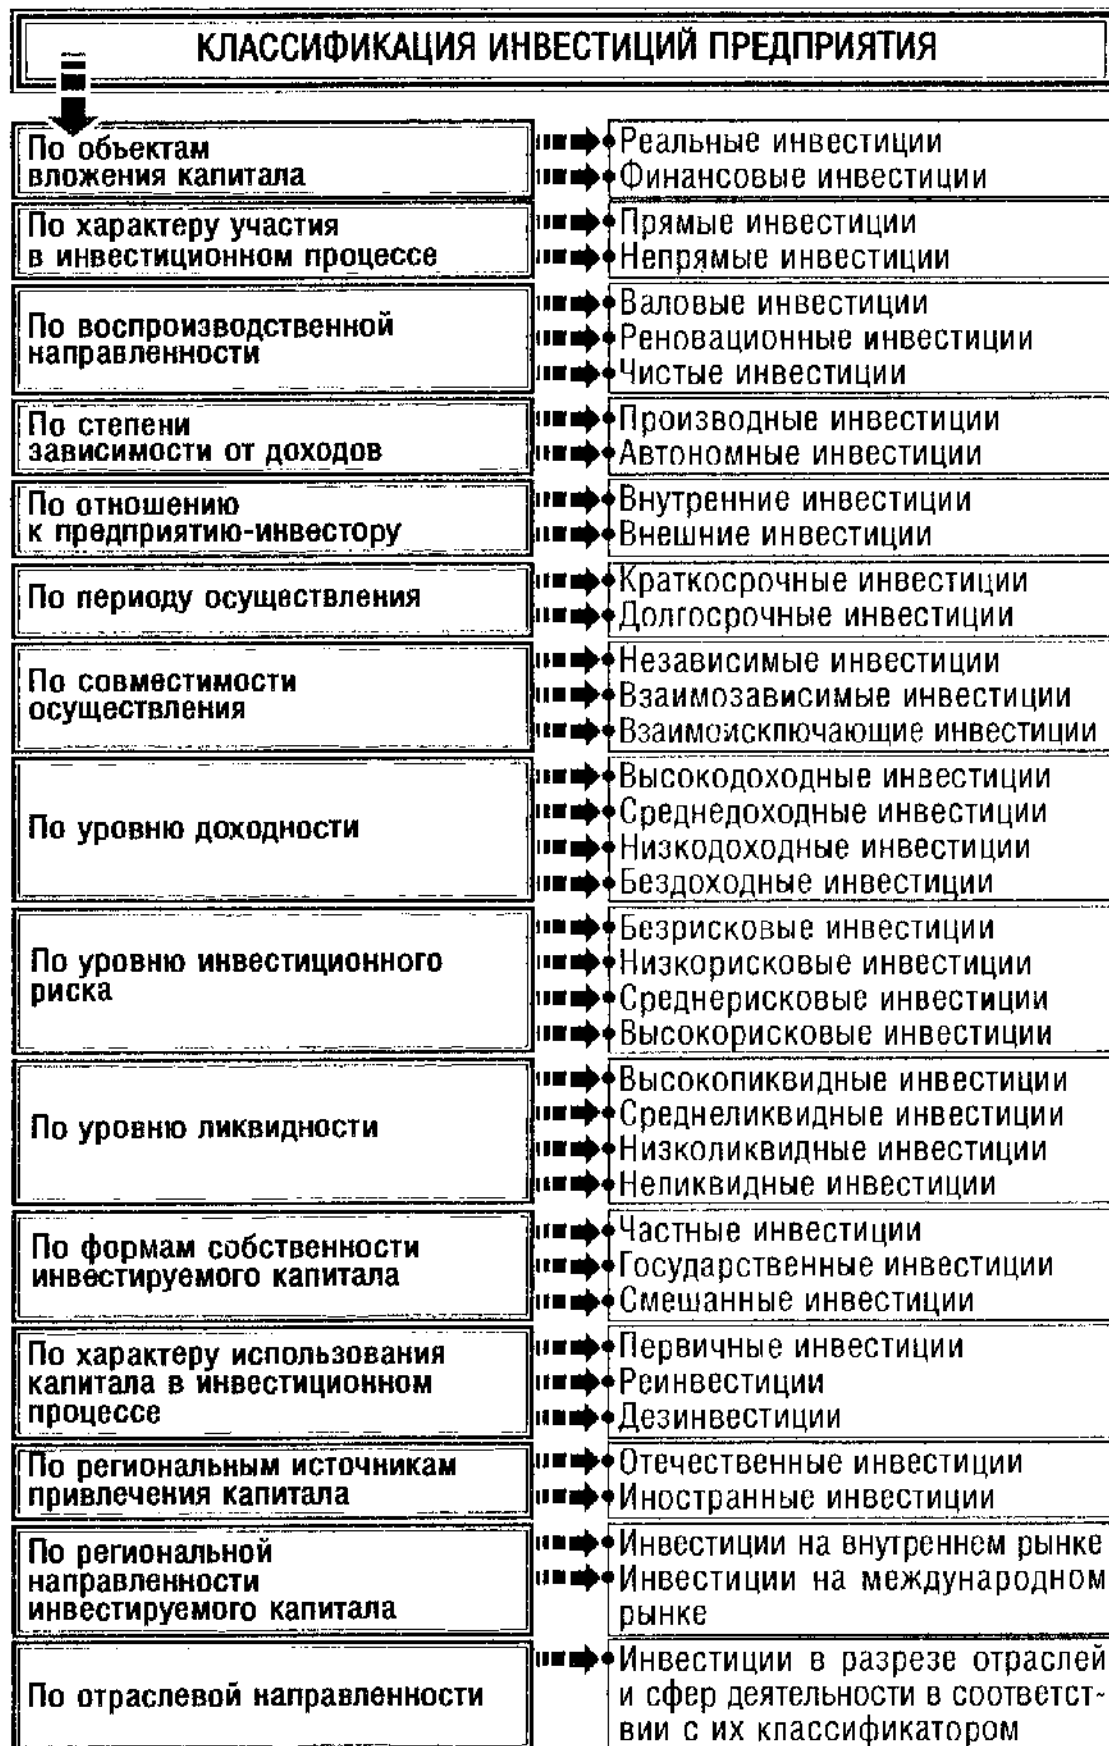 КЛАССИФИКАЦИЯ ИНВЕСТИЦИЙ ПРЕДПРИЯТИЯ
По объектам
вложения капитала
Реальные инвестиции
Финансовые инвестиции
По характеру участия
в инвестиционном процессе
Прямые инвестиции
Непрямые инвестиции
По воспроизводственной
направленности
Валовые инвестиции
Реновационные инвестиции
Чистые инвестиции
По степени
зависимости от доходов
Производные инвестиции
Автономные инвестиции
По отношению
к предприятию-инвестору
Внутренние инвестиции
Внешние инвестиции
По периоду осуществления
Краткосрочные инвестиции
Долгосрочные инвестиции
По совместимости
осуществления
Независимые инвестиции
Взаимозависимые инвестиции
Взаимоисключающие инвестиции
По уровню доходности
Высокодоходные инвестиции
Среднедоходные инвестиции
Низкодоходные инвестиции
Бездоходные инвестиции
По уровню инвестиционного
риска
Безрисковые инвестиции
Низкорисковые инвестиции
Среднерисковые инвестиции
Высокорисковые инвестиции
По уровню ликвидности
Высоколиквидные инвестиции
Среднеликвидные инвестиции
Низколиквидные инвестиции
Неликвидные инвестиции
По формам собственности
инвестируемого капитала
Частные инвестиции
Государственные инвестиции
Смешанные инвестиции
По характеру использования
капитала в инвестиционном
процессе
Первичные инвестиции
Реинвестиции
Дезинвестиции
По региональным источникам
привлечения капитала
Отечественные инвестиции
Иностранные инвестиции
По региональной
направленности
инвестируемого капитала
Инвестиции на внутреннем рынке
Инвестиции на международном
рынке
По отраслевой направленности
Инвестиции в разрезе отраслей
и сфер деятельности в соответст-
вии с их классификатором